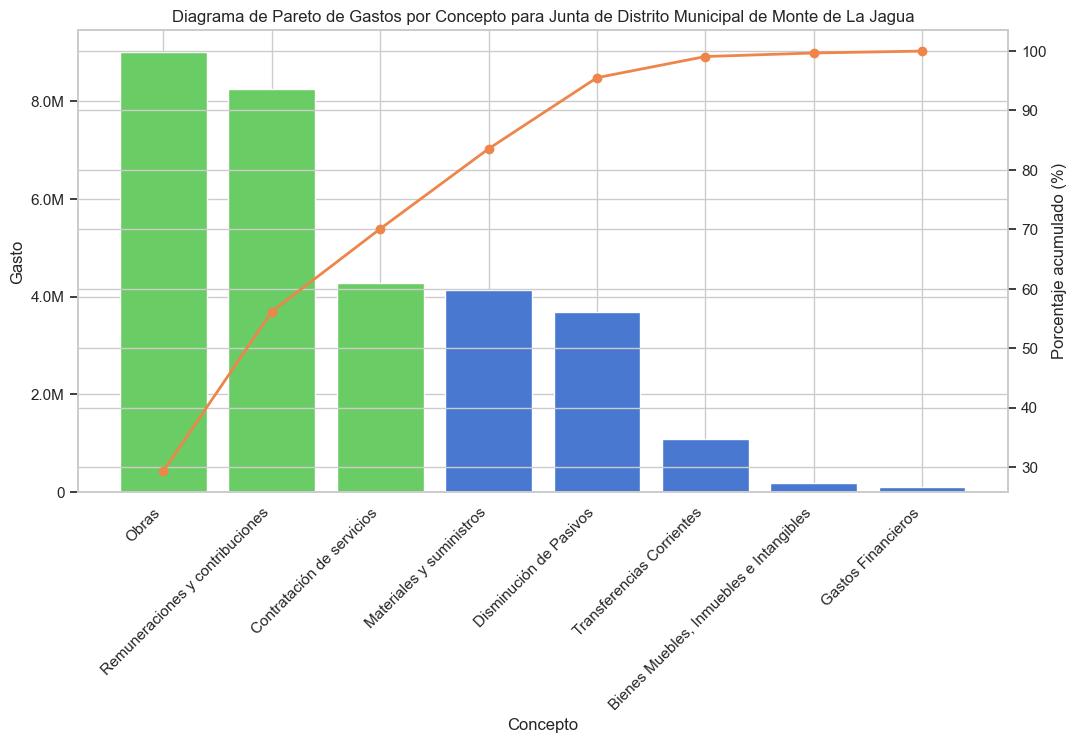 Diagrama de Pareto de Gastos por Concepto para Junta de Distrito Municipal de Monte de La Jagua
Gasto
8.0M
6.0M
4.0M
2.0M
0
100
90
80
70
60
50
40
30
Porcentaje acumulado (%)
Obras
Remuneraciones y contribuciones
Contratación de servicios
Materiales y suministros
Disminución de Pasivos
Transferencias Corrientes
Bienes Muebles, Inmuebles e Intangibles
Gastos Financieros
Concepto